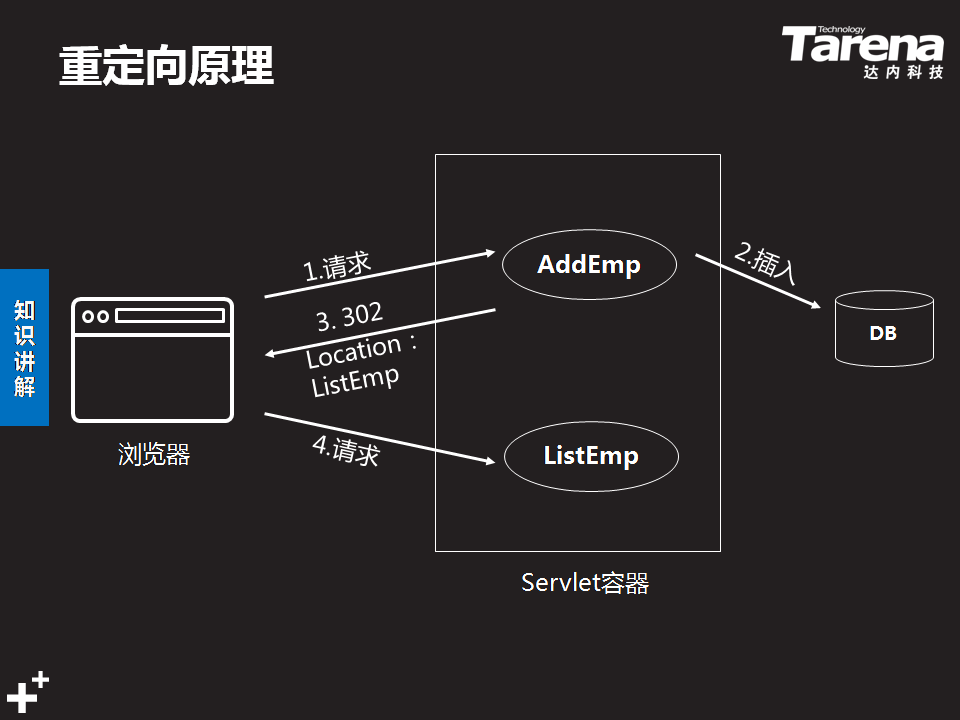 重定向原理
Technology
Tarena
达内科技
知识讲解
1.请求
AddEmp
2.插入
3. 302
Location：
ListEmp
DB
4.请求
ListEmp
浏览器
Servlet容器